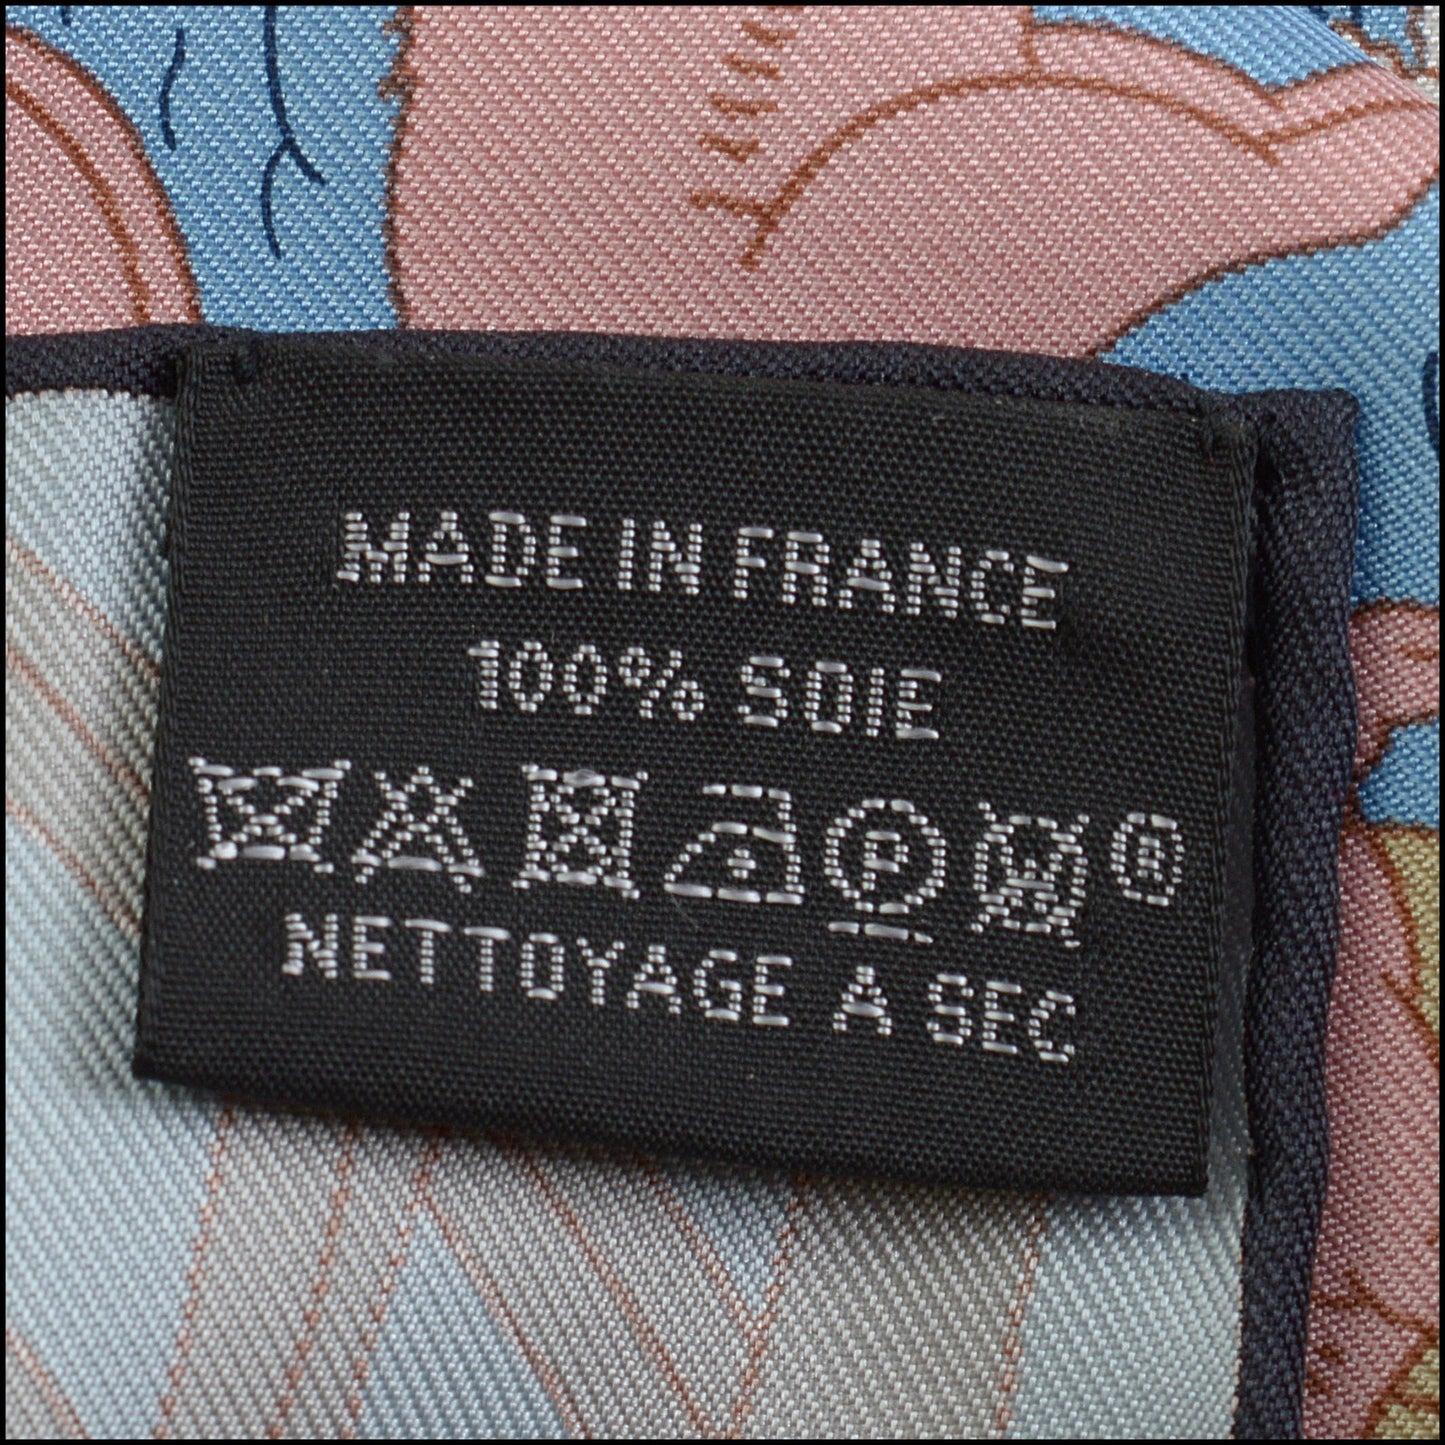 MADE IN FRANCE
100% SOIE
P W ®
NETTOYAGE A SEC